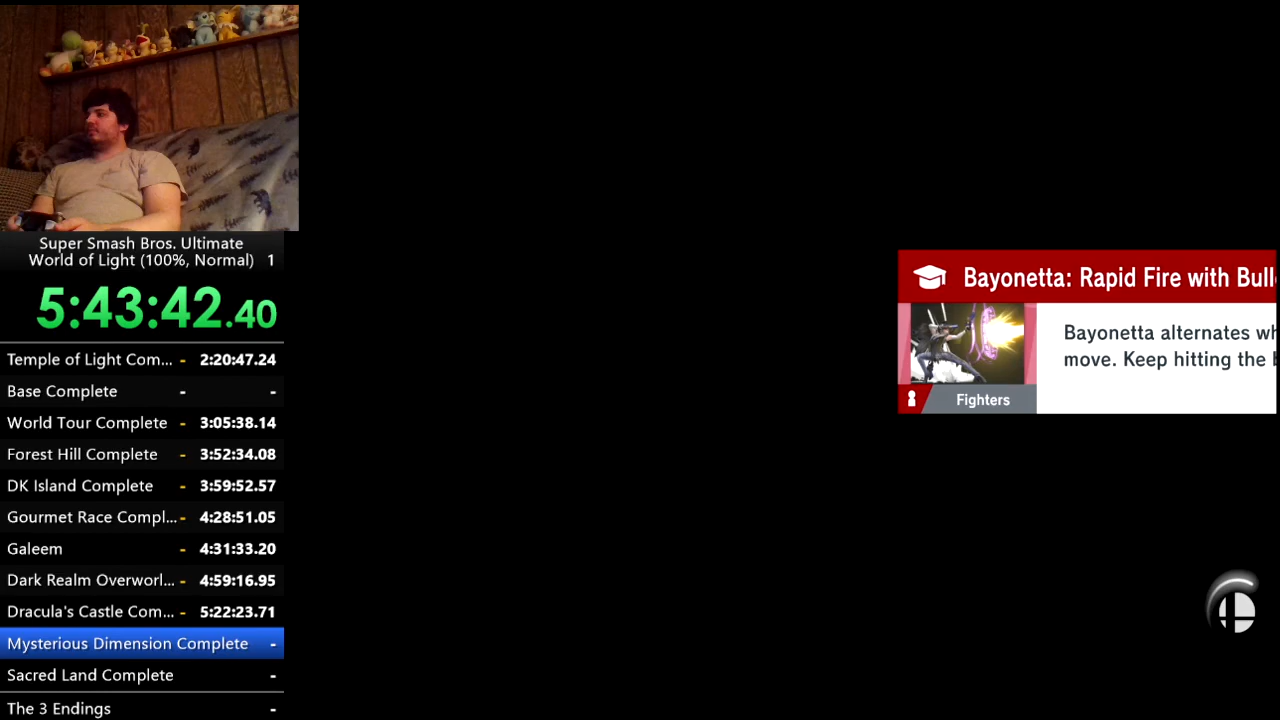 Super Smash Bros. Ultimate
World of Light (100%, Normal) 1
5:43:42.40
Temple of Light Com... - 2:20:47.24
Base Complete - -
World Tour Complete - 3:05:38.14
Forest Hill Complete - 3:52:34.08
DK Island Complete - 3:59:52.57
Gourmet Race Compl... - 4:28:51.05
Galeem - 4:31:33.20
Dark Realm Overworl... - 4:59:16.95
Dracula's Castle Com... - 5:22:23.71
Mysterious Dimension Complete -
Sacred Land Complete -
The 3 Endings -
Bayonetta: Rapid Fire with
Bayonetta alternates
move. Keep hitting the
Fighters